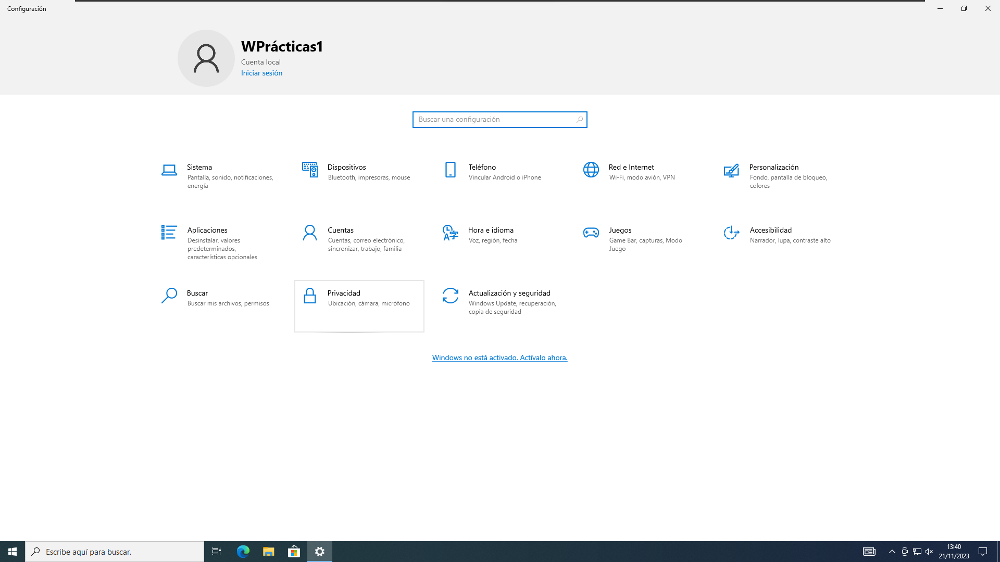 Configuración
WPrácticas1
Cuenta local
Iniciar sesión
Buscar una configuración
Sistema
Pantalla, sonido, notificaciones,
energía
Dispositivos
Bluetooth, impresoras, mouse
Teléfono
Vincular Android o iPhone
Red e Internet
Wi-Fi, modo avión, VPN
Personalización
Fondo, pantalla de bloqueo,
colores
Aplicaciones
Desinstalar, valores
predeterminados,
características opcionales
Cuentas
Cuentas, correo electrónico,
sincronizar, trabajo, familia
Hora e idioma
Voz, región, fecha
Juegos
Game Bar, capturas, Modo
Juego
Accesibilidad
Narrador, lupa, contraste alto
Buscar
Buscar mis archivos, permisos
Privacidad
Ubicación, cámara, micrófono
Actualización y seguridad
Windows Update, recuperación,
copia de seguridad
Windows no está activado. Actívalo ahora.
Escribe aquí para buscar.
13:40
21/11/2023